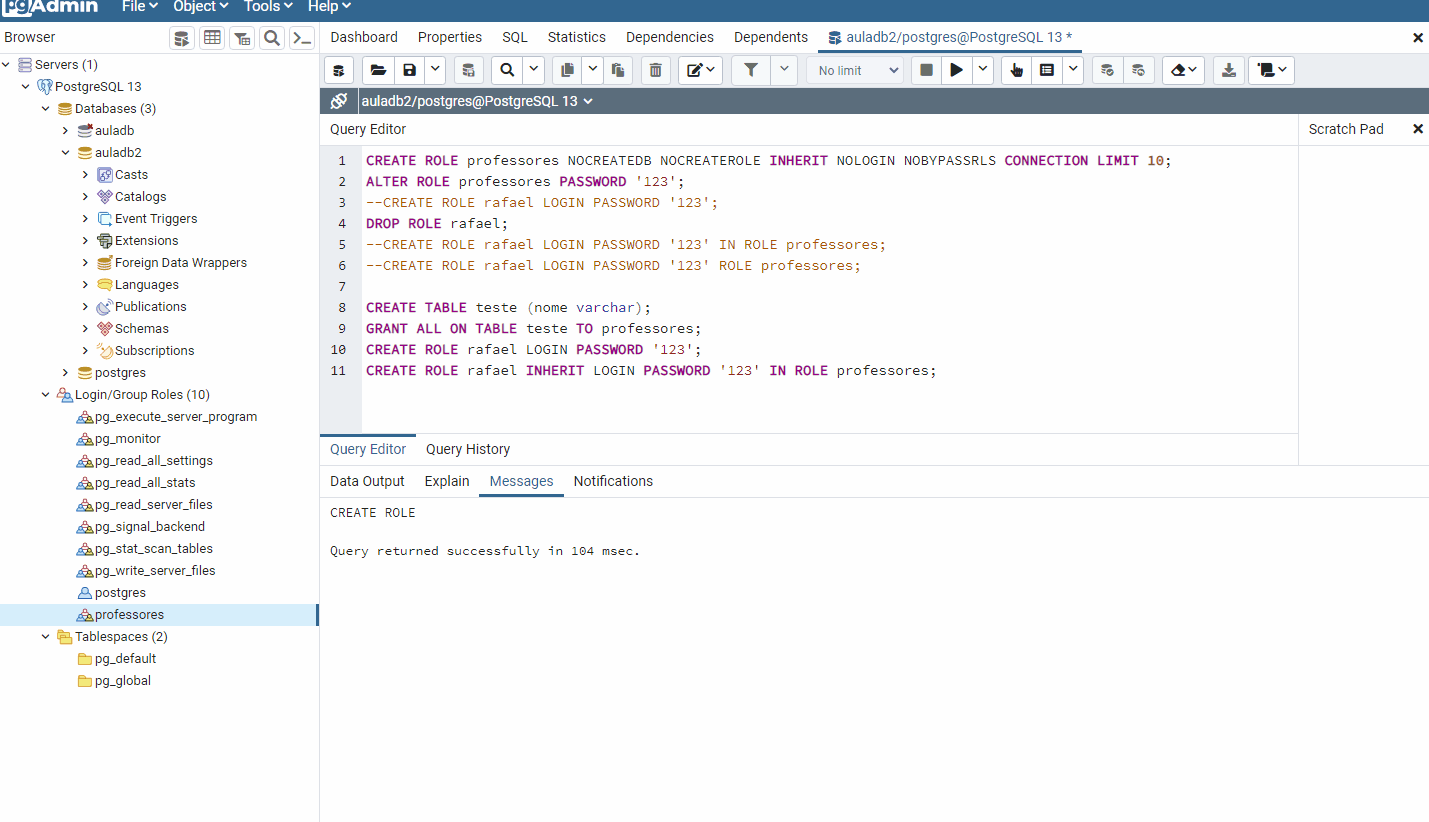 pgAdmin File Object Tools Help
Browser
Dashboard Properties SQL Statistics Dependencies Dependents auladb2/postgres@PostgreSQL 13 *
Servers (1)
PostgreSQL 13
Databases (3)
auladb
auladb2
Casts
Catalogs
Event Triggers
Extensions
Foreign Data Wrappers
Languages
Publications
Schemas
Subscriptions
postgres
Login/Group Roles (10)
pg_execute_server_program
pg_monitor
pg_read_all_settings
pg_read_all_stats
pg_read_server_files
pg_signal_backend
pg_stat_scan_tables
pg_write_server_files
postgres
professores
Tablespaces (2)
pg_default
pg_global
No limit
auladb2/postgres@PostgreSQL 13
Query Editor
Scratch Pad
1 CREATE ROLE professores NOCREATEDB NOCREATEROLE INHERIT NOLOGIN NOBYPASSRLS CONNECTION LIMIT 10;
2 ALTER ROLE professores PASSWORD '123';
3 --CREATE ROLE rafael LOGIN PASSWORD '123';
4 DROP ROLE rafael;
5 --CREATE ROLE rafael LOGIN PASSWORD '123' IN ROLE professores;
6 --CREATE ROLE rafael LOGIN PASSWORD '123' ROLE professores;
7
8 CREATE TABLE teste (nome varchar);
9 GRANT ALL ON TABLE teste TO professores;
10 CREATE ROLE rafael LOGIN PASSWORD '123';
11 CREATE ROLE rafael INHERIT LOGIN PASSWORD '123' IN ROLE professores;
Query Editor Query History
Data Output Explain Messages Notifications
CREATE ROLE
Query returned successfully in 104 msec.